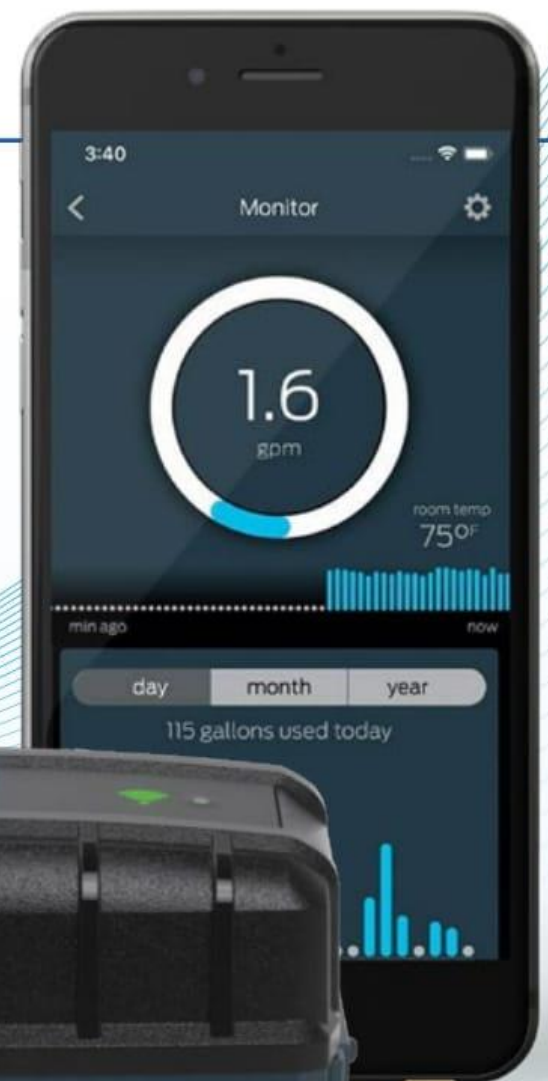 3:40
Monitor
1.6
gpm
room temp
75°F
min ago
now
day month year
115 gallons used today